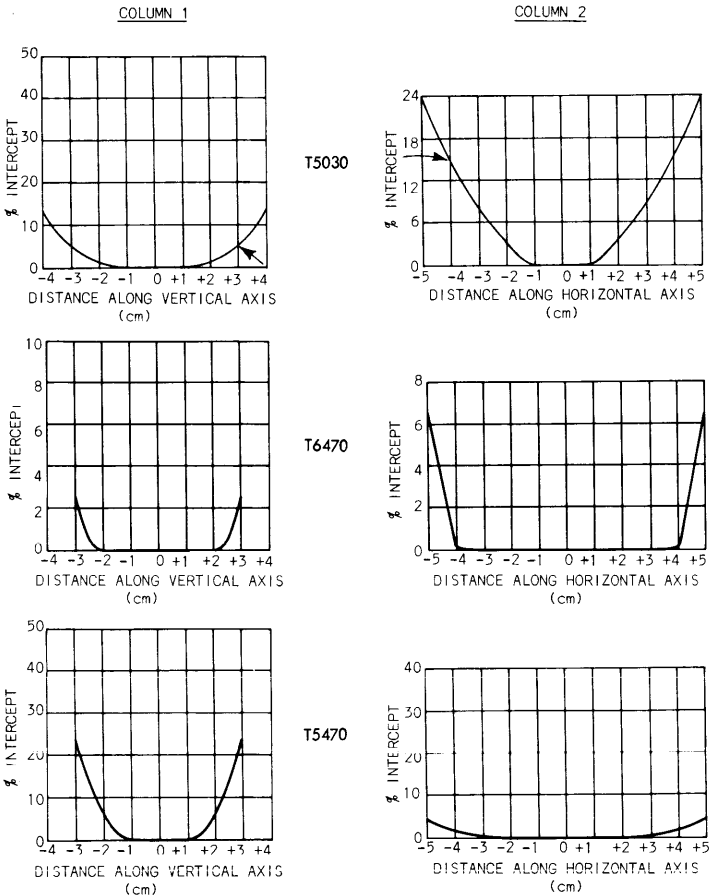 COLUMN 1
COLUMN 2
T5030
50
40
30
20
10
0
% INTERCEPT
-4 -3 -2 -1 0 +1 +2 +3 +4
DISTANCE ALONG VERTICAL AXIS
(cm)
24
18
12
6
0
% INTERCEPT
-5 -4 -3 -2 -1 0 +1 +2 +3 +4 +5
DISTANCE ALONG HORIZONTAL AXIS
(cm)
T6470
10
8
6
4
2
0
% INTERCEPT
-4 -3 -2 -1 0 +1 +2 +3 +4
DISTANCE ALONG VERTICAL AXIS
(cm)
8
6
4
2
0
% INTERCEPT
-5 -4 -3 -2 -1 0 +1 +2 +3 +4 +5
DISTANCE ALONG HORIZONTAL AXIS
(cm)
T5470
50
40
30
20
10
0
% INTERCEPT
-4 -3 -2 -1 0 +1 +2 +3 +4
DISTANCE ALONG VERTICAL AXIS
(cm)
40
30
20
10
0
% INTERCEPT
-5 -4 -3 -2 -1 0 +1 +2 +3 +4 +5
DISTANCE ALONG HORIZONTAL AXIS
(cm)